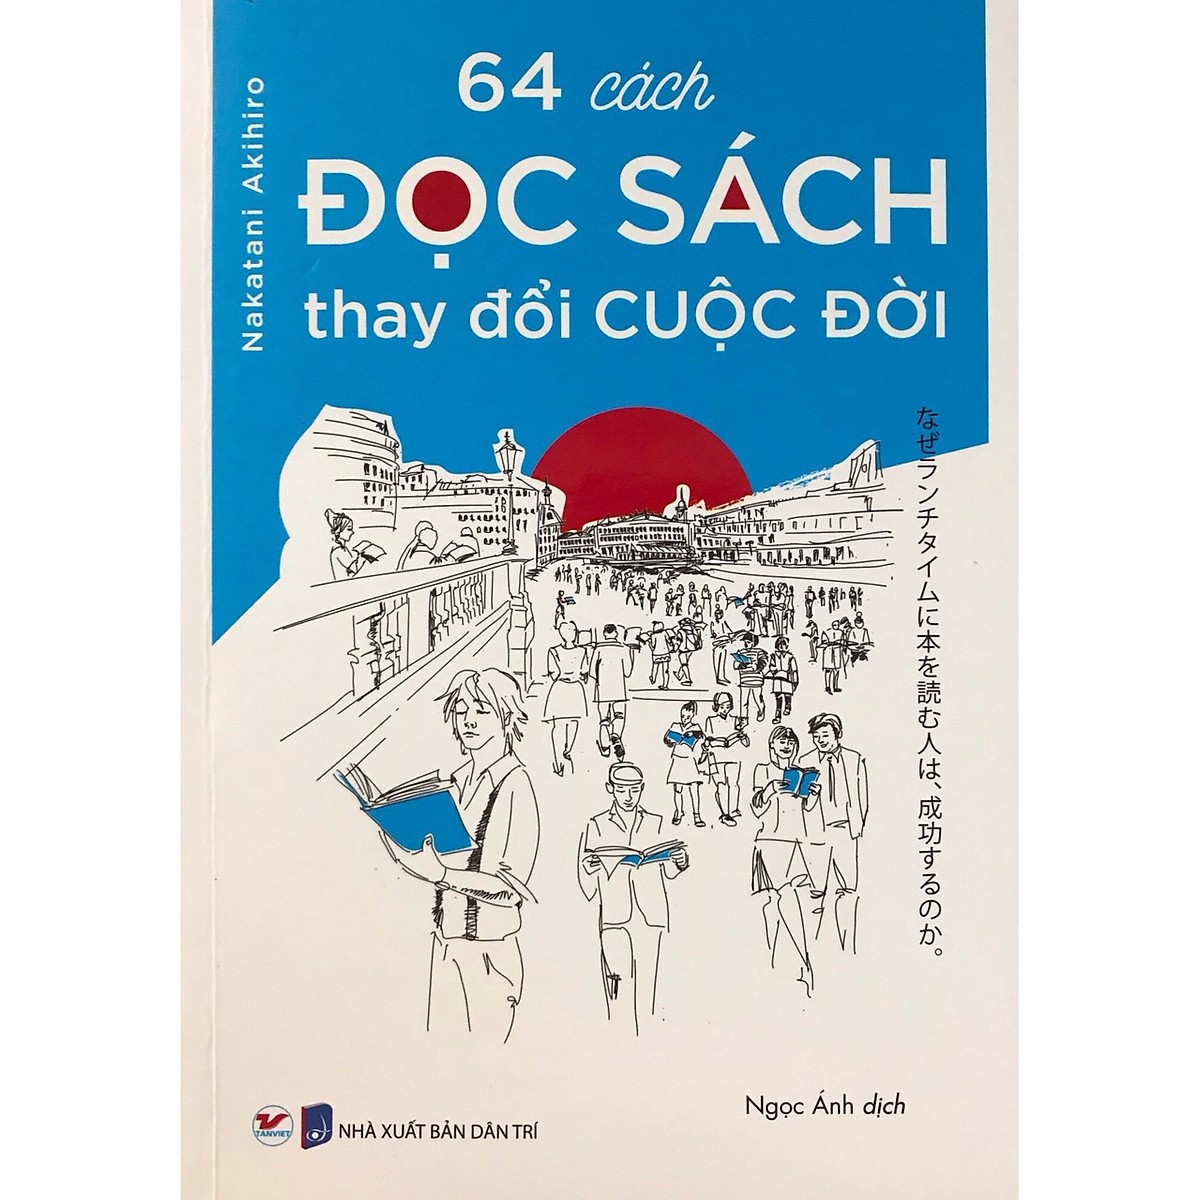 Nakatani Akihiro
64 cách
ĐỌC SÁCH
thay đổi CUỘC ĐỜI
なぜランチタイムに本を読む人は、成功するのか。
Ngọc Ánh dịch
TANVIET
NHÀ XUẤT BẢN DÂN TRÍ